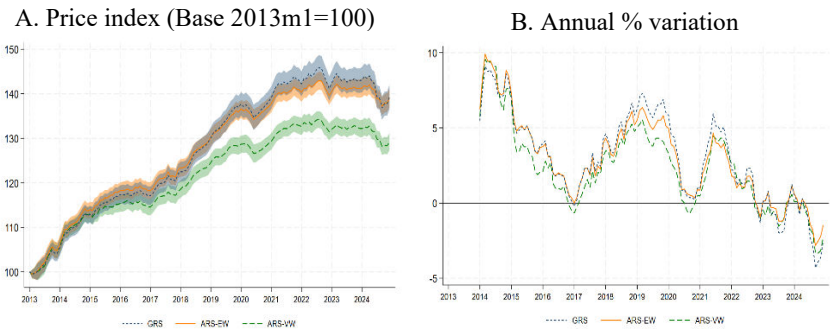 A. Price index (Base 2013m1=100)
150
140
130
120
110
100
2013 2014 2015 2016 2017 2018 2019 2020 2021 2022 2023 2024
GRS ARS-EW ARS-VW
B. Annual % variation
10
5
0
-5
2013 2014 2015 2016 2017 2018 2019 2020 2021 2022 2023 2024
GRS ARS-EW ARS-VW